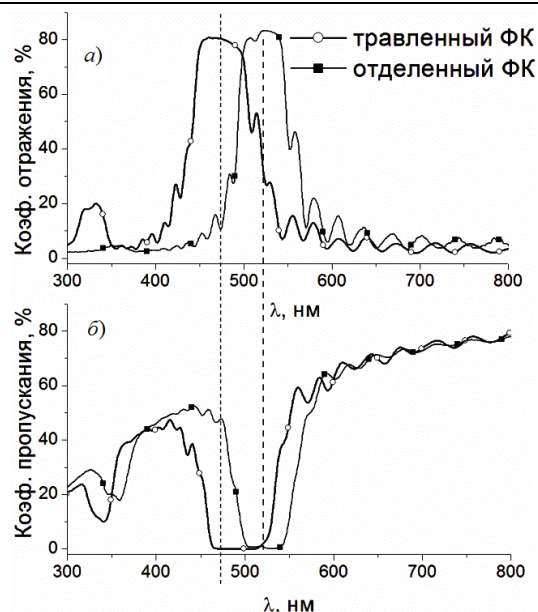 80
60
40
20
0
Коэф. отражения, %
а)
травленный ФК
отделенный ФК
300 400 500 600 700 800
λ, нм
80
60
40
20
0
Коэф. пропускания, %
б)
300 400 500 600 700 800
λ, нм